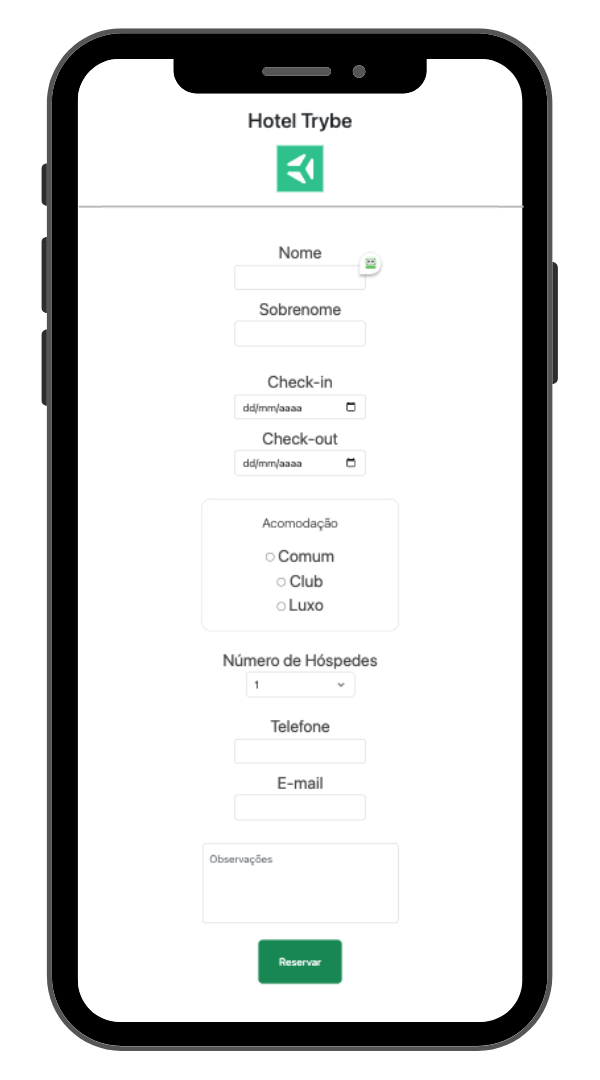 Hotel Trybe
Nome
Sobrenome
Check-in
dd/mm/aaaa
Check-out
dd/mm/aaaa
Acomodação
Comum
Club
Luxo
Número de Hóspedes
1
Telefone
E-mail
Observações
Reservar